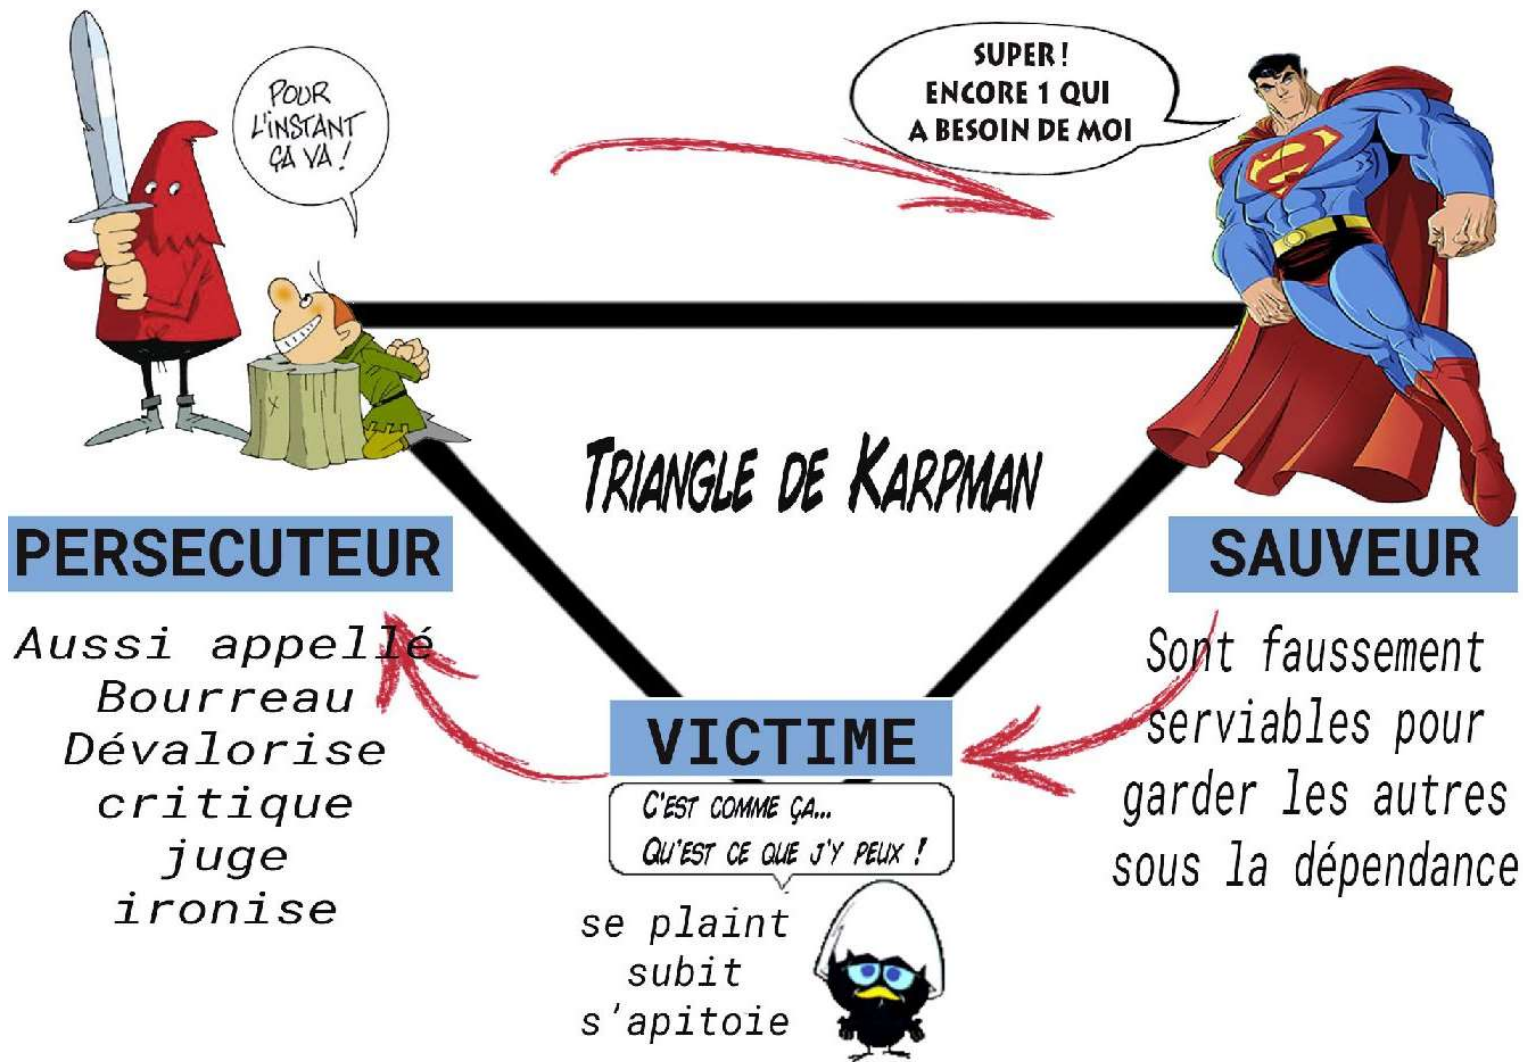 POUR
L'INSTANT
ÇA VA !
SUPER !
ENCORE 1 QUI
A BESOIN DE MOI
TRIANGLE DE KARPMAN
PERSECUTEUR
Aussi appellé
Bourreau
Dévalorise
critique
juge
ironise
SAUVEUR
Sont faussement
serviables pour
garder les autres
sous la dépendance
VICTIME
C'EST COMME ÇA...
QU'EST CE QUE J'Y PEUX !
se plaint
subit
s'apitoie